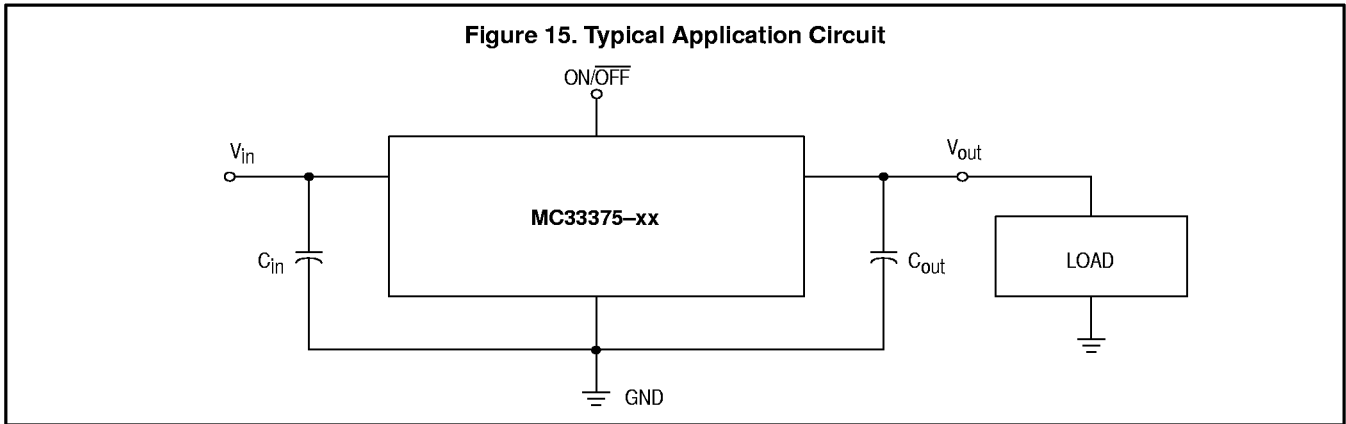 Figure 15. Typical Application Circuit
ON/OFF
Vin
Vout
MC33375–xx
Cin
Cout
LOAD
GND